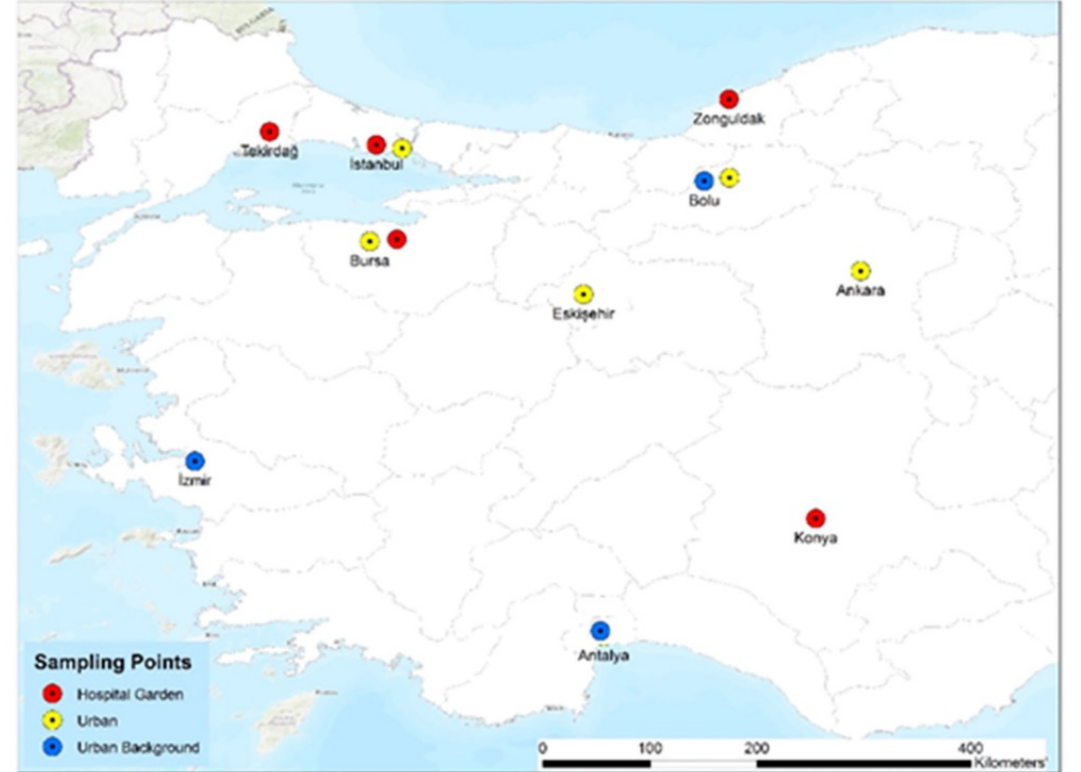 BULGARIA
Zonguldak
Tekirdağ
İstanbul
Bolu
Bursa
Ankara
Eskişehir
İzmir
Konya
Antalya
Sampling Points
Hospital Garden
Urban
Urban Background
0 100 200 400
Kilometers